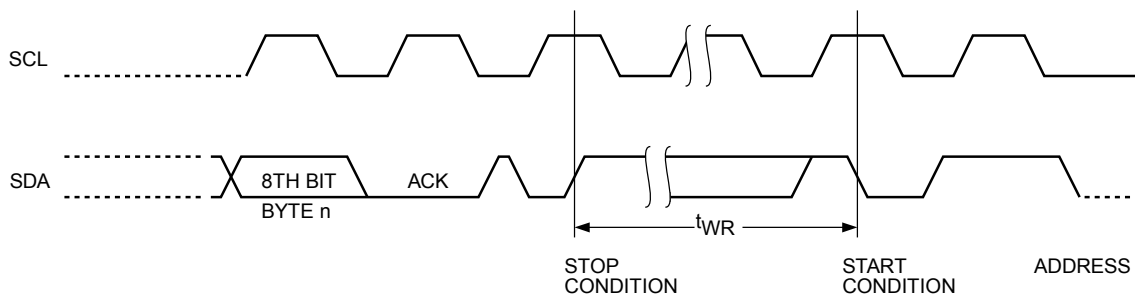 SCL
SDA
8TH BIT
BYTE n
ACK
tWR
STOP
CONDITION
START
CONDITION
ADDRESS